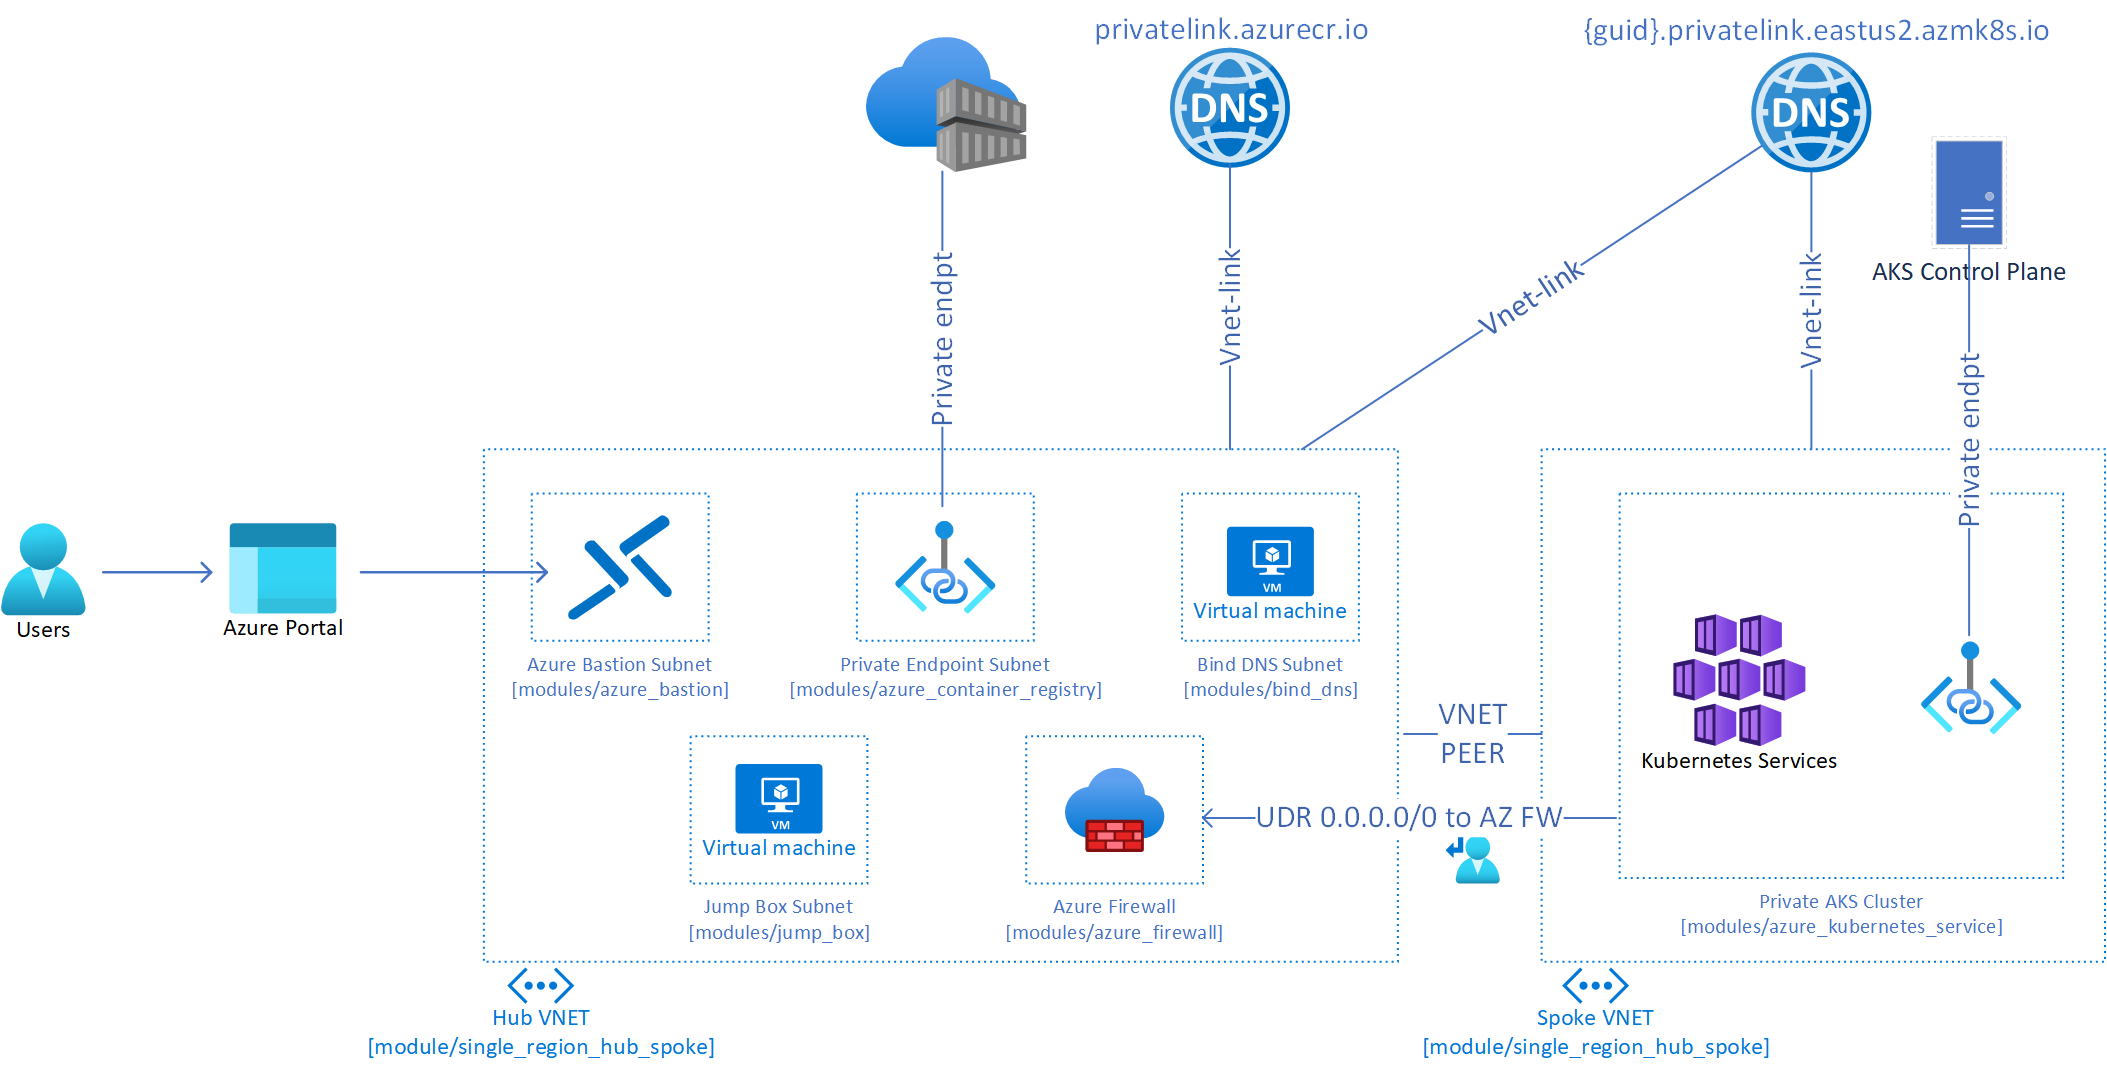 privatelink.azurecr.io
{guid}.privatelink.eastus2.azmk8s.io
DNS
DNS
AKS Control Plane
Private endpt
Vnet-link
Vnet-link
Vnet-link
Private endpt
Users
Azure Portal
Azure Bastion Subnet
[modules/azure_bastion]
Private Endpoint Subnet
[modules/azure_container_registry]
VM
Virtual machine
Bind DNS Subnet
[modules/bind_dns]
VM
Virtual machine
Jump Box Subnet
[modules/jump_box]
Azure Firewall
[modules/azure_firewall]
VNET
PEER
UDR 0.0.0.0/0 to AZ FW
Kubernetes Services
Private AKS Cluster
[modules/azure_kubernetes_service]
Hub VNET
[module/single_region_hub_spoke]
Spoke VNET
[module/single_region_hub_spoke]